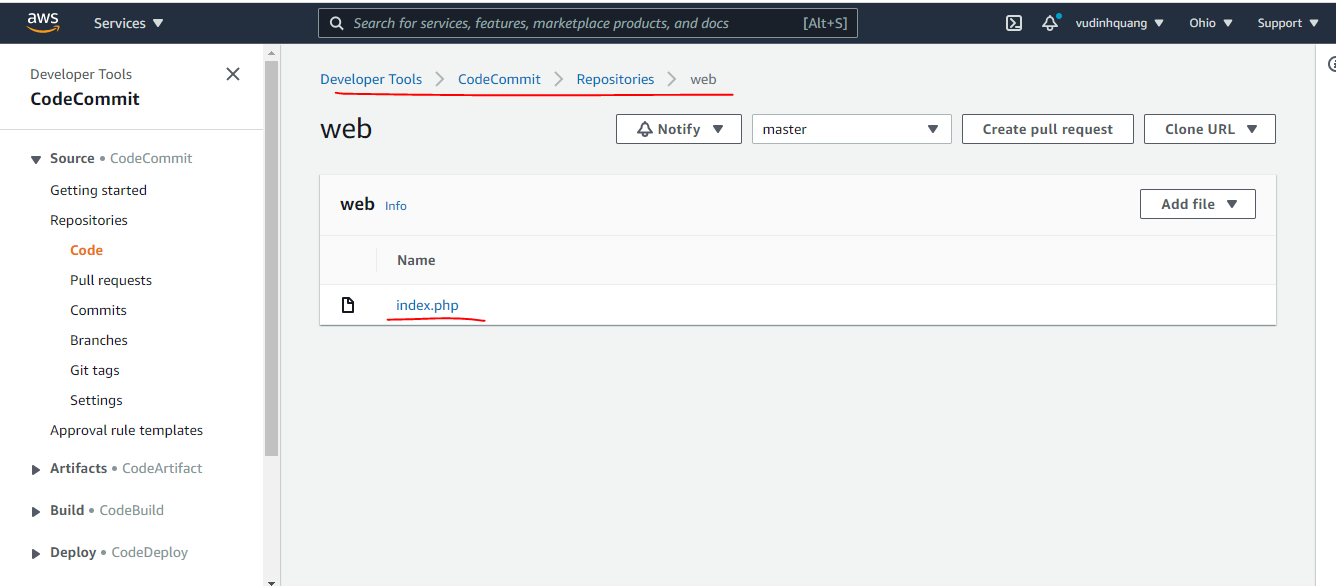 aws Services Search for services, features, marketplace products, and docs [Alt+S] vudinhquang Ohio Support
Developer Tools
CodeCommit
Source • CodeCommit
Getting started
Repositories
Code
Pull requests
Commits
Branches
Git tags
Settings
Approval rule templates
Artifacts • CodeArtifact
Build • CodeBuild
Deploy • CodeDeploy
Developer Tools CodeCommit Repositories web
web Notify master Create pull request Clone URL
web Info Add file
Name
index.php